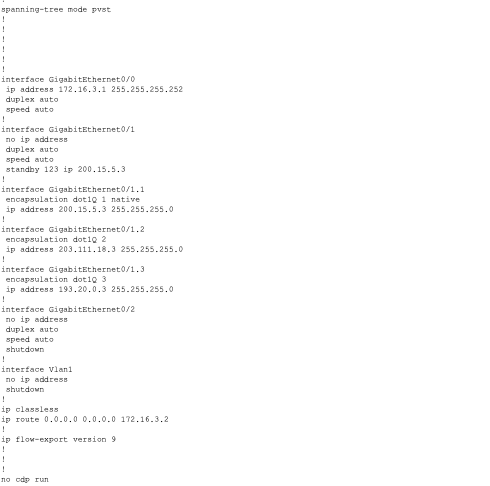 !
spanning-tree mode pvst
!
!
!
!
!
!
interface GigabitEthernet0/0
ip address 172.16.3.1 255.255.255.252
duplex auto
speed auto
!
interface GigabitEthernet0/1
no ip address
duplex auto
speed auto
standby 123 ip 200.15.5.3
!
interface GigabitEthernet0/1.1
encapsulation dot1Q 1 native
ip address 200.15.5.3 255.255.255.0
!
interface GigabitEthernet0/1.2
encapsulation dot1Q 2
ip address 203.111.18.3 255.255.255.0
!
interface GigabitEthernet0/1.3
encapsulation dot1Q 3
ip address 193.20.0.3 255.255.255.0
!
interface GigabitEthernet0/2
no ip address
duplex auto
speed auto
shutdown
!
interface Vlan1
no ip address
shutdown
!
ip classless
ip route 0.0.0.0 0.0.0.0 172.16.3.2
!
ip flow-export version 9
!
!
!
no cdp run